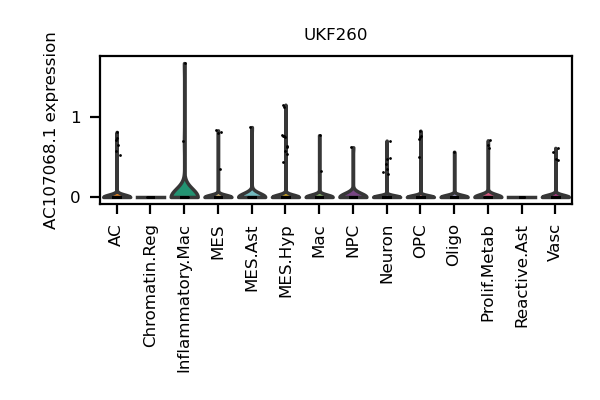 UKF260
AC107068.1 expression
1
0
AC
Chromatin.Reg
Inflammatory.Mac
MES
MES.Ast
MES.Hyp
Mac
NPC
Neuron
OPC
Oligo
Prolif.Metab
Reactive.Ast
Vasc